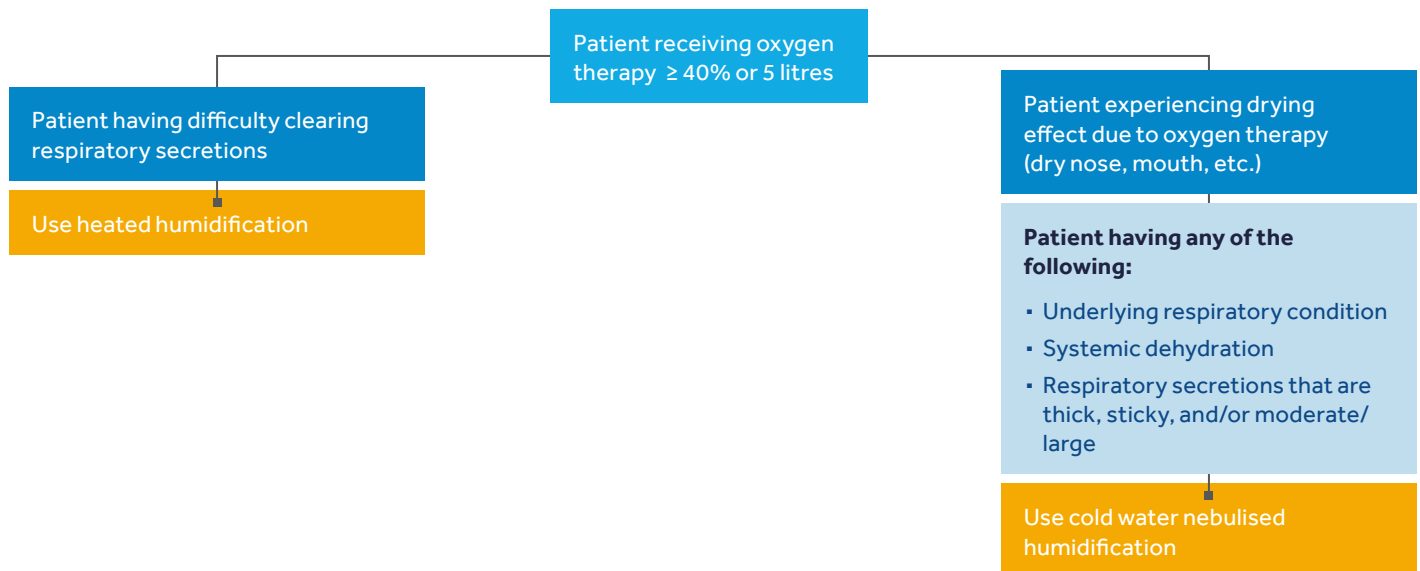 Patient receiving oxygen
therapy ≥ 40% or 5 litres
Patient having difficulty clearing
respiratory secretions
Use heated humidification
Patient experiencing drying
effect due to oxygen therapy
(dry nose, mouth, etc.)
Patient having any of the
following:
▪ Underlying respiratory condition
▪ Systemic dehydration
▪ Respiratory secretions that are
thick, sticky, and/or moderate/
large
Use cold water nebulised
humidification